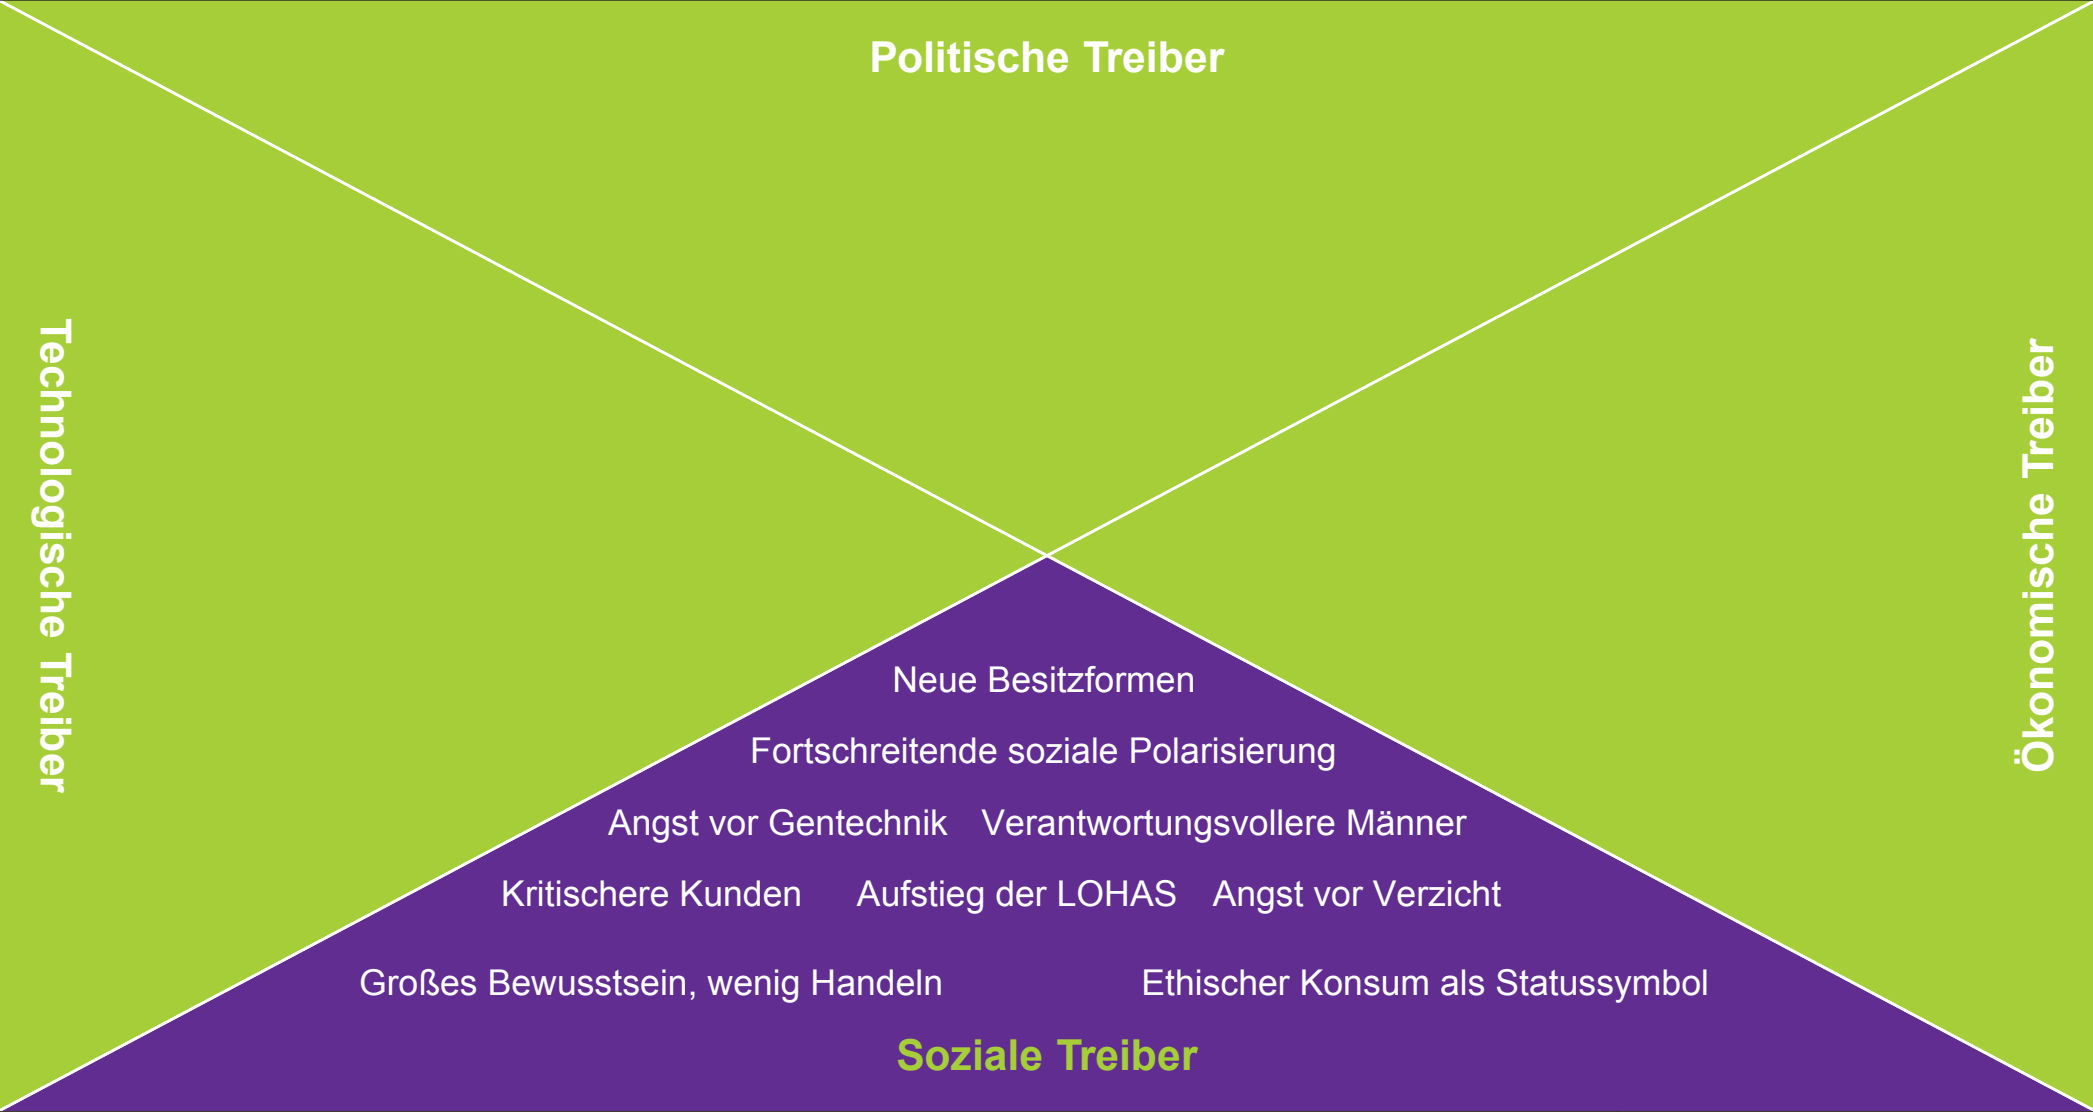 Politische Treiber
Technologische Treiber
Ökonomische Treiber
Neue Besitzformen
Fortschreitende soziale Polarisierung
Angst vor Gentechnik Verantwortungsvollere Männer
Kritischere Kunden Aufstieg der LOHAS Angst vor Verzicht
Großes Bewusstsein, wenig Handeln Ethischer Konsum als Statussymbol
Soziale Treiber